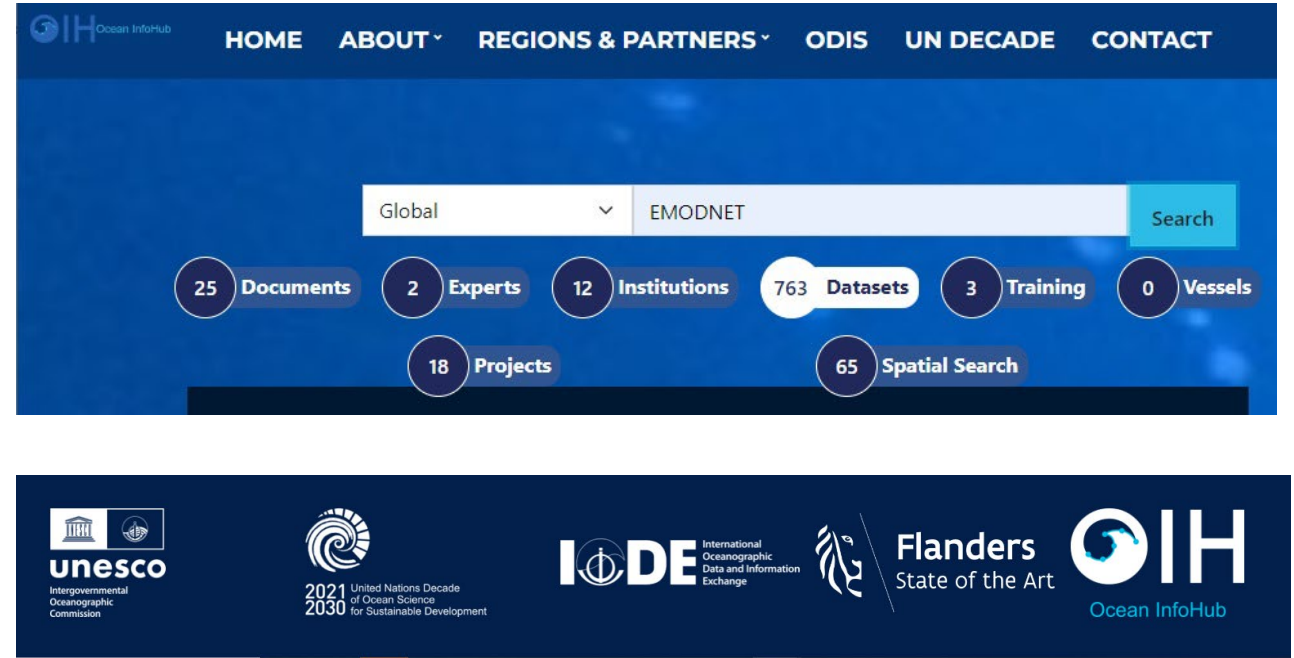 OIH Ocean InfoHub
HOME ABOUT REGIONS & PARTNERS ODIS UN DECADE CONTACT
Global EMODNET Search
25 Documents 2 Experts 12 Institutions 763 Datasets 3 Training 0 Vessels
18 Projects 65 Spatial Search
unesco
Intergovernmental
Oceanographic
Commission
2021
2030
United Nations Decade
of Ocean Science
for Sustainable Development
IODE
International
Oceanographic
Data and Information
Exchange
Flanders
State of the Art
OIH
Ocean InfoHub